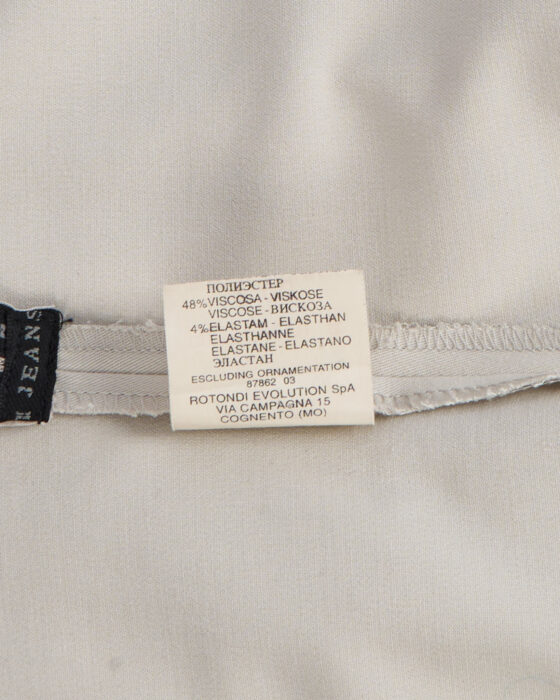 ПОЛИЭСТЕР
48%VISCOSA - VISKOSE
VISCOSE - ВИСКОЗА
4%ELASTAM - ELASTHAN
ELASTHANNE
ELASTANE - ELASTANO
ЭЛАСТАН
ESCLUDING ORNAMENTATION
87862 03
ROTONDI EVOLUTION SpA
VIA CAMPAGNA 15
COGNENTO (MO)
JEANS